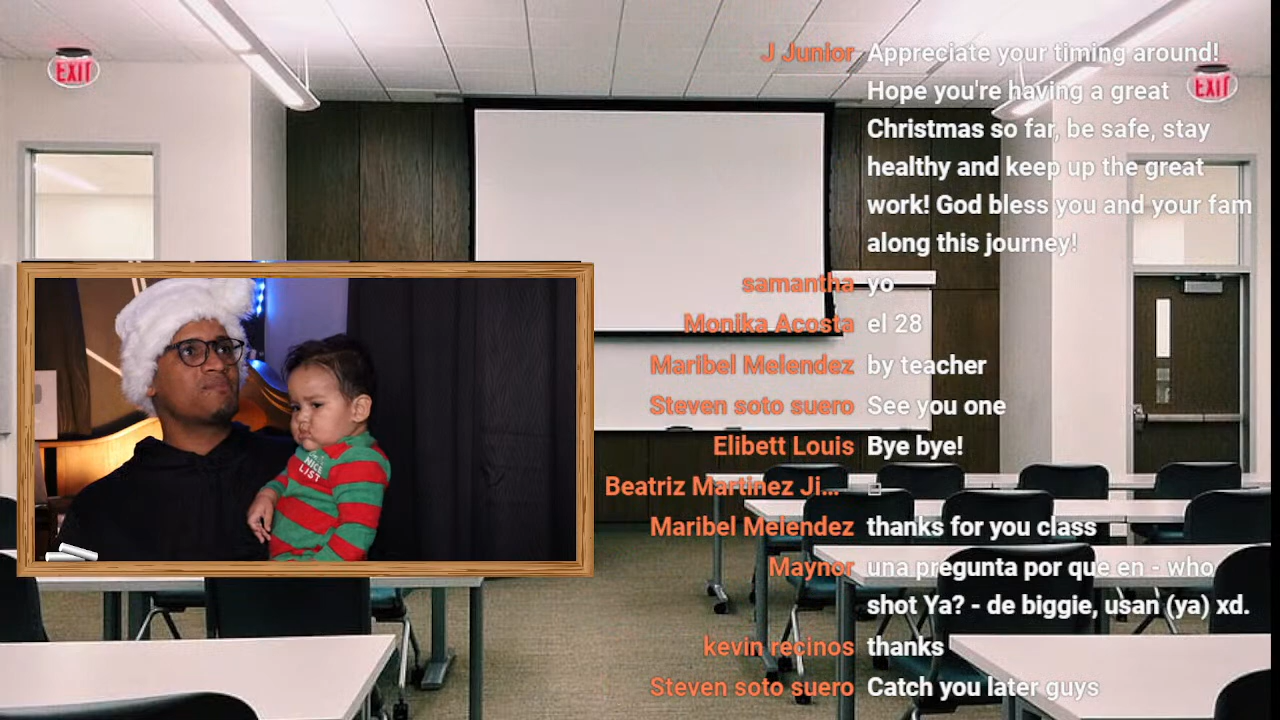 EXIT
J Junior Appreciate your timing around!
EXIT
Hope you're having a great
Christmas so far, be safe, stay
healthy and keep up the great
work! God bless you and your fam
along this journey!
samantha yo
Monika Acosta el 28
Maribel Melendez by teacher
Steven soto suero See you one
Elibett Louis Bye bye!
Beatriz Martinez Ji...
Maribel Melendez thanks for you class
Maynor una pregunta por que en - who
shot Ya? - de biggie, usan (ya) xd.
kevin recinos thanks
Steven soto suero Catch you later guys
NICE
LIST